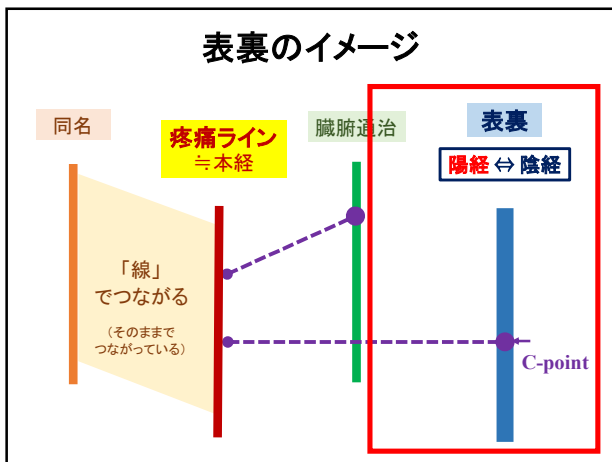 表裏のイメージ
同名
疼痛ライン
≒本経
臓腑通治
表裏
陽経 ⇔ 陰経
「線」
でつながる
（そのままで
つながっている）
C-point